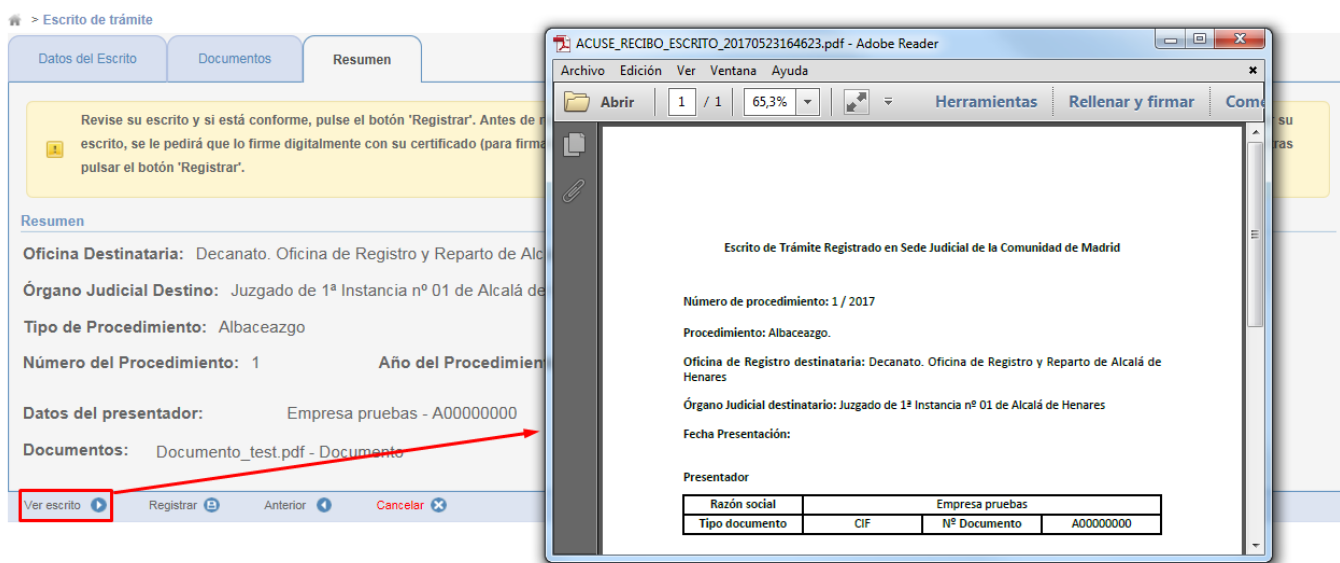 > Escrito de trámite
Datos del Escrito
Documentos
Resumen
Revise su escrito y si está conforme, pulse el botón 'Registrar'. Antes de
su
escrito, se le pedirá que lo firme digitalmente con su certificado (para
pulsar el botón 'Registrar'.
Resumen
Oficina Destinataria: Decanato. Oficina de Registro y Reparto de
Órgano Judicial Destino: Juzgado de 1ª Instancia nº 01 de Alcalá de
Tipo de Procedimiento: Albaceazgo
Número del Procedimiento: 1 Año del
Datos del presentador: Empresa pruebas - A00000000
Documentos: Documento_test.pdf - Documento
Ver escrito Registrar Anterior Cancelar
ACUSE_RECIBO_ESCRITO_20170523164623.pdf - Adobe Reader
Archivo Edición Ver Ventana Ayuda
Abrir 1 / 1 65,3% Herramientas Rellenar y firmar
Escrito de Trámite Registrado en Sede Judicial de la Comunidad de Madrid
Número de procedimiento: 1 / 2017
Procedimiento: Albaceazgo.
Oficina de Registro destinataria: Decanato. Oficina de Registro y Reparto de Alcalá de
Henares
Órgano Judicial destinatario: Juzgado de 1ª Instancia nº 01 de Alcalá de Henares
Fecha Presentación:
Presentador
Razón social Empresa pruebas
Tipo documento CIF Nº Documento A00000000